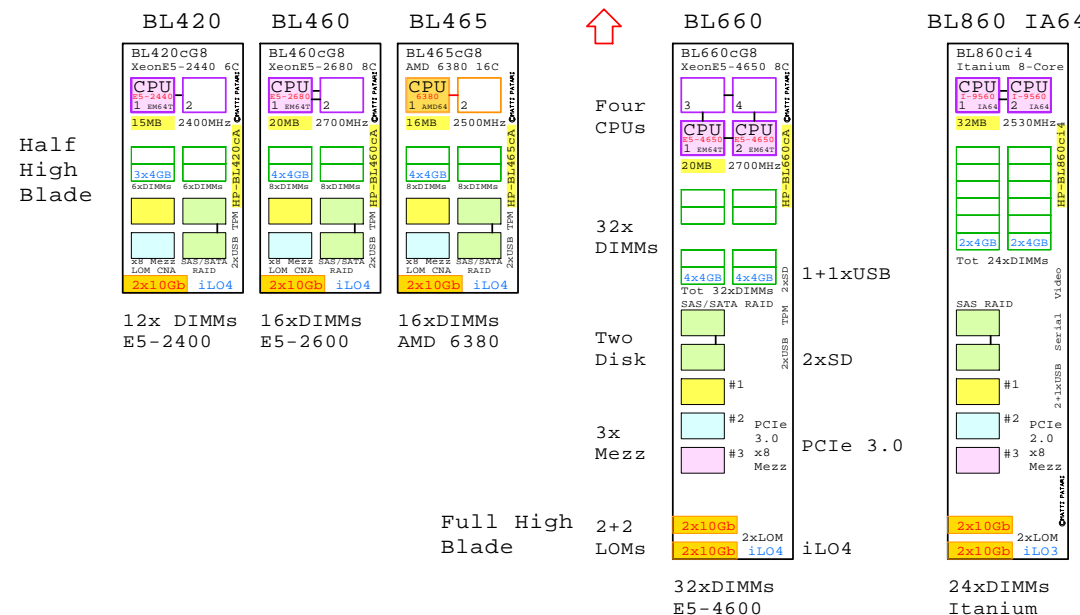 BL420
BL420cG8
XeonE5-2440 6C
CPU
E5-2440
1 EM64T
2
15MB 2400MHz
3x4GB
6xDIMMs 6xDIMMs
x8 Mezz SAS/SATA
LOM CNA RAID
2x10Gb iLO4
©MATTI PATARI
HP-BL420cA
2xUSB TPM
12x DIMMs
E5-2400
BL460
BL460cG8
XeonE5-2680 8C
CPU
E5-2680
1 EM64T
2
20MB 2700MHz
4x4GB
8xDIMMs 8xDIMMs
x8 Mezz SAS/SATA
LOM CNA RAID
2x10Gb iLO4
©MATTI PATARI
HP-BL460cA
2xUSB TPM
16xDIMMs
E5-2600
BL465
BL465cG8
AMD 6380 16C
CPU
6380
1 AMD64
2
16MB 2500MHz
4x4GB
8xDIMMs 8xDIMMs
x8 Mezz SAS/SATA
LOM CNA RAID
2x10Gb iLO4
©MATTI PATARI
HP-BL465cA
2xUSB TPM
16xDIMMs
AMD 6380
Half
High
Blade
Full High
Blade
Four
CPUs
32x
DIMMs
Two
Disk
3x
Mezz
2+2
LOMs
BL660
BL660cG8
XeonE5-4650 8C
3 4
CPU CPU
E5-4650 E5-4650
1 EM64T 2 EM64T
20MB 2700MHz
4x4GB 4x4GB
Tot 32xDIMMs
SAS/SATA RAID
#1
#2
#3
PCIe
3.0
x8
Mezz
2x10Gb
2xLOM
2x10Gb iLO4
©MATTI PATARI
HP-BL660cA
2xUSB TPM 2xSD
32xDIMMs
E5-4600
1+1xUSB
2xSD
PCIe 3.0
iLO4
BL860 IA64
BL860ci4
Itanium 8-Core
CPU CPU
I-9560 I-9560
1 IA64 2 IA64
32MB 2530MHz
2x4GB 2x4GB
Tot 24xDIMMs
SAS RAID
#1
#2
#3
PCIe
2.0
x8
Mezz
2x10Gb
2xLOM
2x10Gb iLO3
HP-BL860ci4
2+1xUSB Serial Video
©MATTI PATARI
24xDIMMs
Itanium